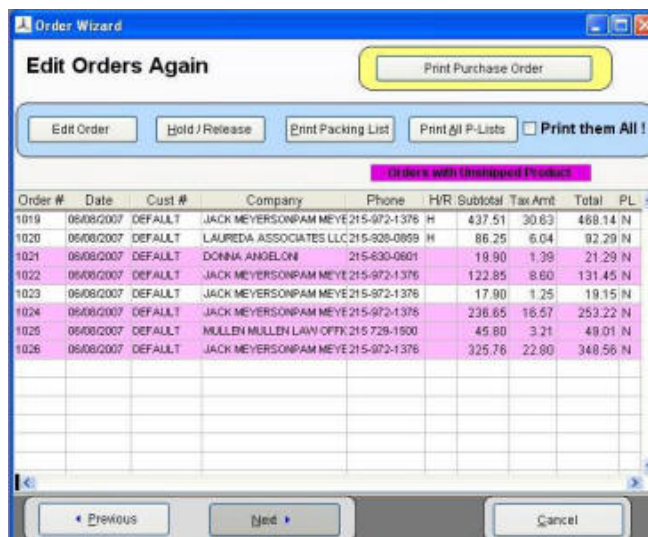 Order Wizard
Edit Orders Again
Print Purchase Order
Edit Order Hold / Release Print Packing List Print All P-Lists Print them All !
Orders with Unshipped Product
Order # Date Cust # Company Phone H/R Subtotal Tax Amt Total PL
1019 06/08/2007 DEFAULT JACK MEYERSONPAM MEYE 215-972-1376 H 437.51 30.63 468.14 N
1020 06/08/2007 DEFAULT LAUREDA ASSOCIATES LLC 215-928-0859 H 86.25 6.04 92.29 N
1021 06/08/2007 DEFAULT DONNA ANGELONI 215-630-0601 19.90 1.39 21.29 N
1022 06/08/2007 DEFAULT JACK MEYERSONPAM MEYE 215-972-1376 122.85 8.60 131.45 N
1023 06/08/2007 DEFAULT JACK MEYERSONPAM MEYE 215-972-1376 17.90 1.25 19.15 N
1024 06/08/2007 DEFAULT JACK MEYERSONPAM MEYE 215-972-1376 236.65 16.57 253.22 N
1025 06/08/2007 DEFAULT MULLEN MULLEN LAW OFFIC 215 729-1500 45.80 3.21 49.01 N
1026 06/08/2007 DEFAULT JACK MEYERSONPAM MEYE 215-972-1376 325.76 22.80 348.56 N
Previous Next Cancel